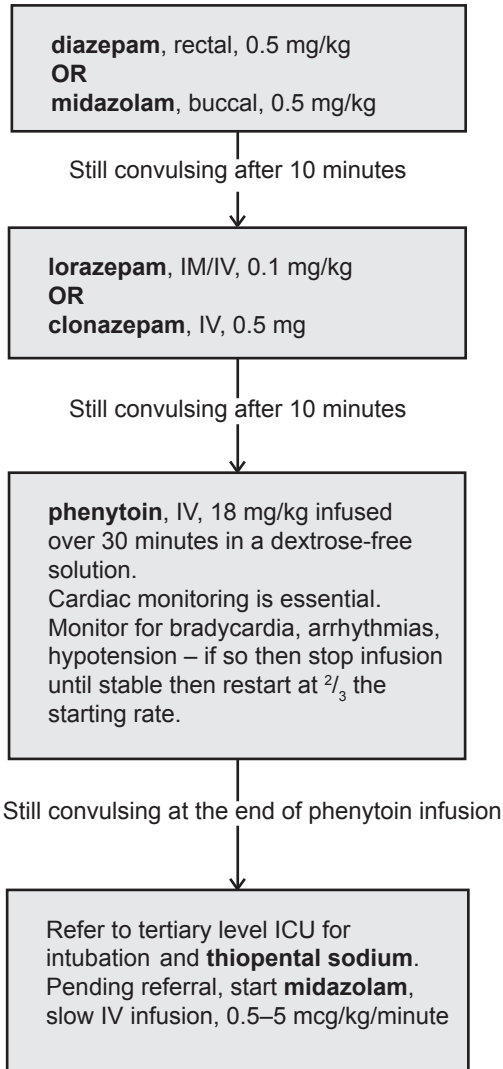 diazepam, rectal, 0.5 mg/kg
OR
midazolam, buccal, 0.5 mg/kg
Still convulsing after 10 minutes
lorazepam, IM/IV, 0.1 mg/kg
OR
clonazepam, IV, 0.5 mg
Still convulsing after 10 minutes
phenytoin, IV, 18 mg/kg infused
over 30 minutes in a dextrose-free
solution.
Cardiac monitoring is essential.
Monitor for bradycardia, arrhythmias,
hypotension – if so then stop infusion
until stable then restart at 2/3 the
starting rate.
Still convulsing at the end of phenytoin infusion
Refer to tertiary level ICU for
intubation and thiopental sodium.
Pending referral, start midazolam,
slow IV infusion, 0.5–5 mcg/kg/minute